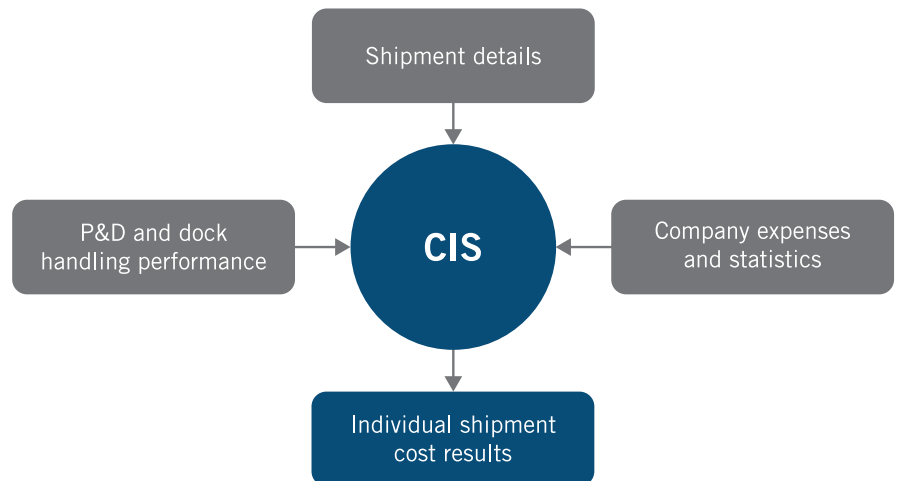 Shipment details
P&D and dock
handling performance
CIS
Company expenses
and statistics
Individual shipment
cost results